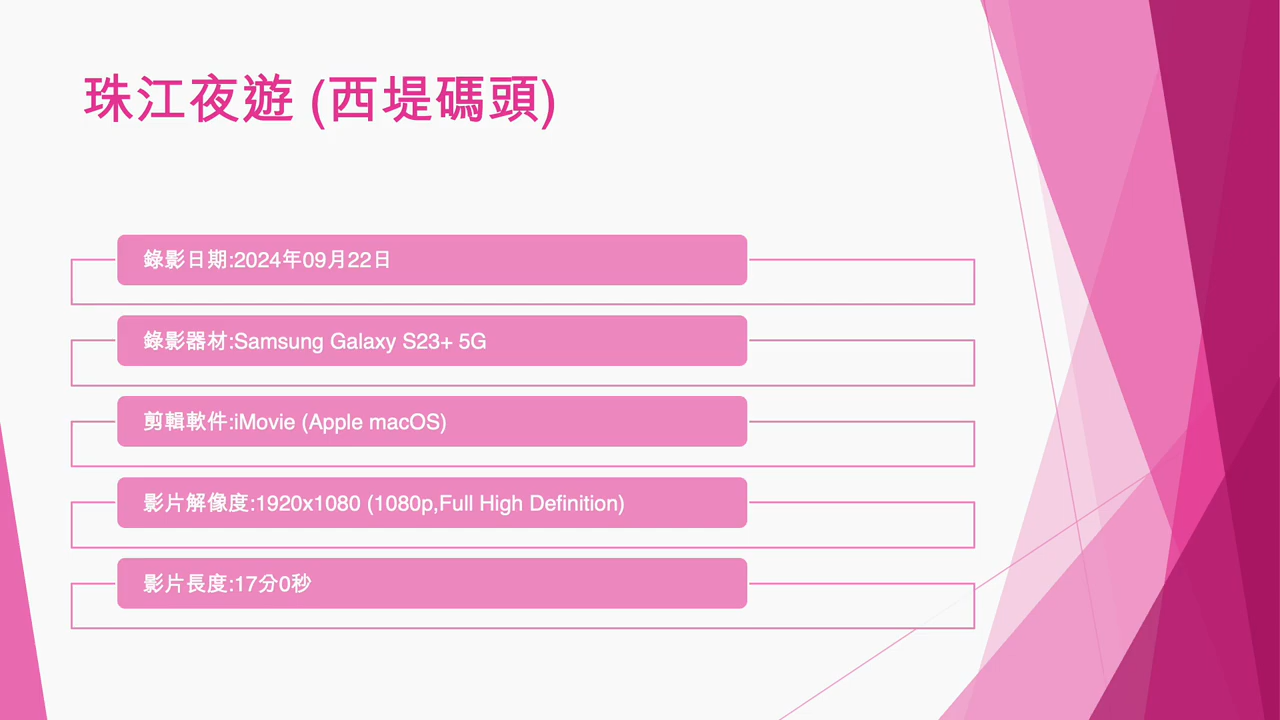 珠江夜遊 (西堤碼頭)
錄影日期:2024年09月22日
錄影器材:Samsung Galaxy S23+ 5G
剪輯軟件:iMovie (Apple macOS)
影片解像度:1920x1080 (1080p,Full High Definition)
影片長度:17分0秒